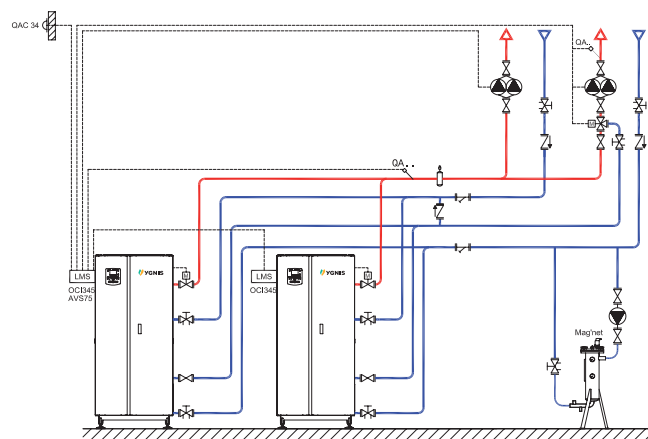 QAC 34
QA..
M
QA..
LMS
OCI345
AVS75
YGNIS
M
LMS
OCI345
YGNIS
M
Mag'net